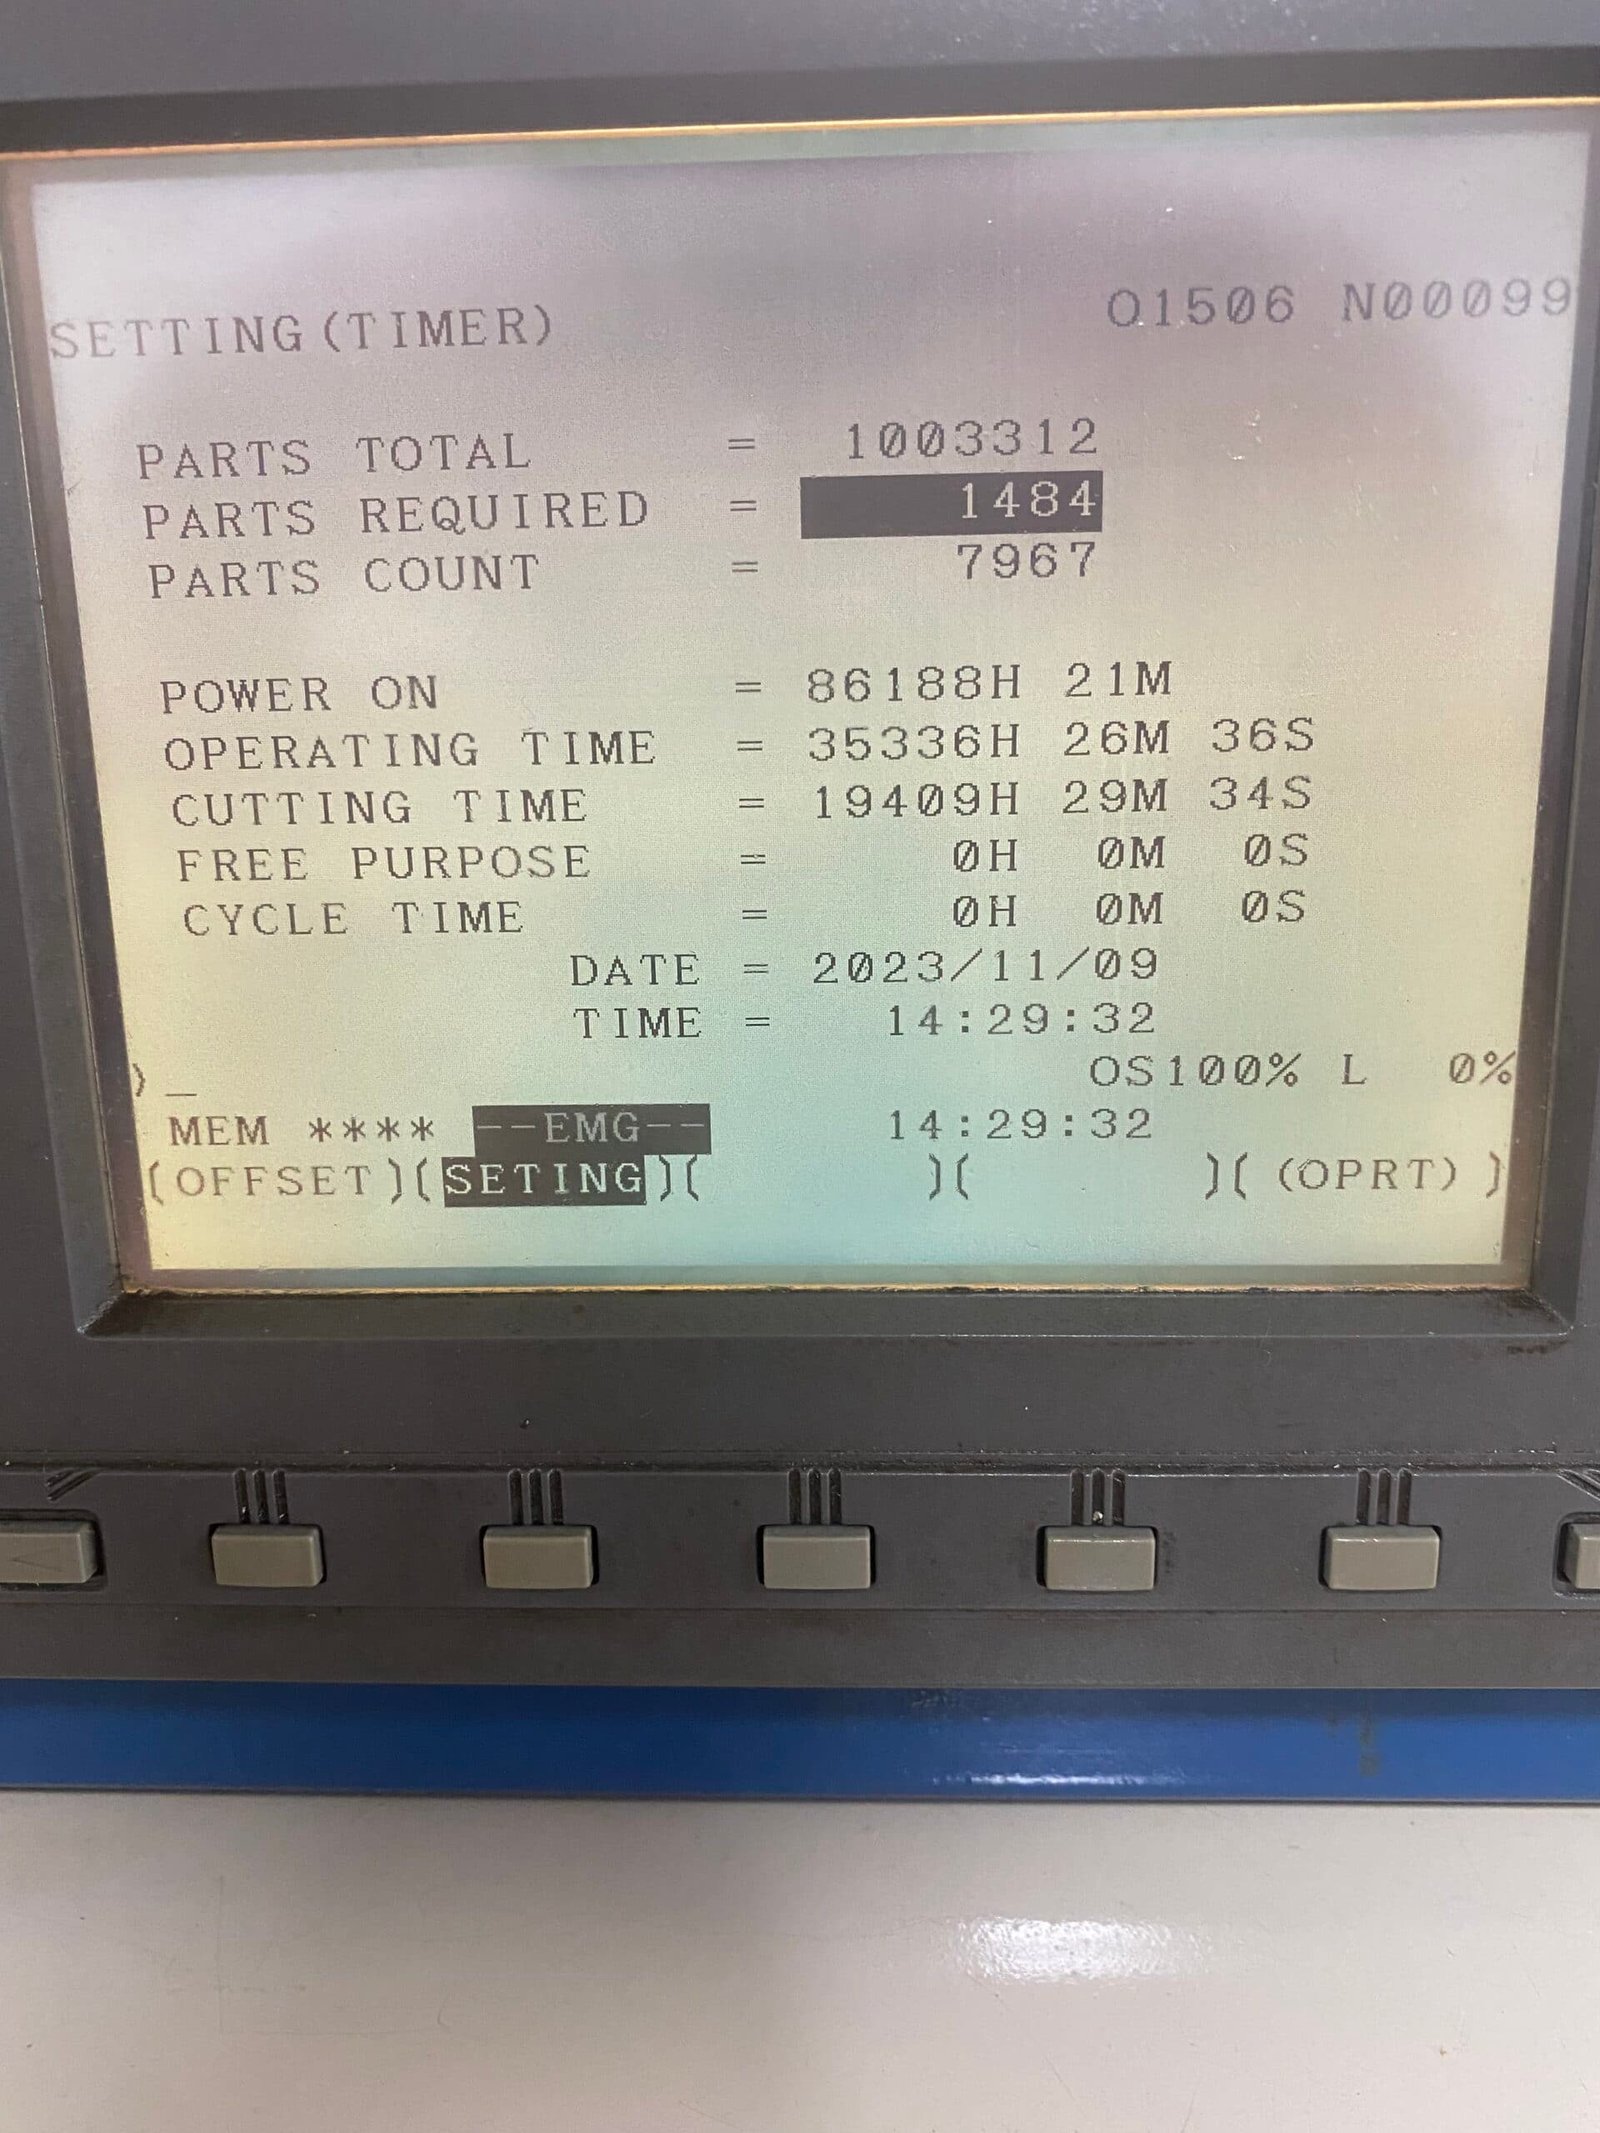 SETTING(TIMER) O1506 N00099
PARTS TOTAL = 1003312
PARTS REQUIRED = 1484
PARTS COUNT = 7967
POWER ON = 86188H 21M
OPERATING TIME = 35336H 26M 36S
CUTTING TIME = 19409H 29M 34S
FREE PURPOSE = 0H 0M 0S
CYCLE TIME = 0H 0M 0S
DATE = 2023/11/09
TIME = 14:29:32
OS100% L 0%
)_
MEM **** --EMG-- 14:29:32
(OFFSET)(SETING)( )( )((OPRT))